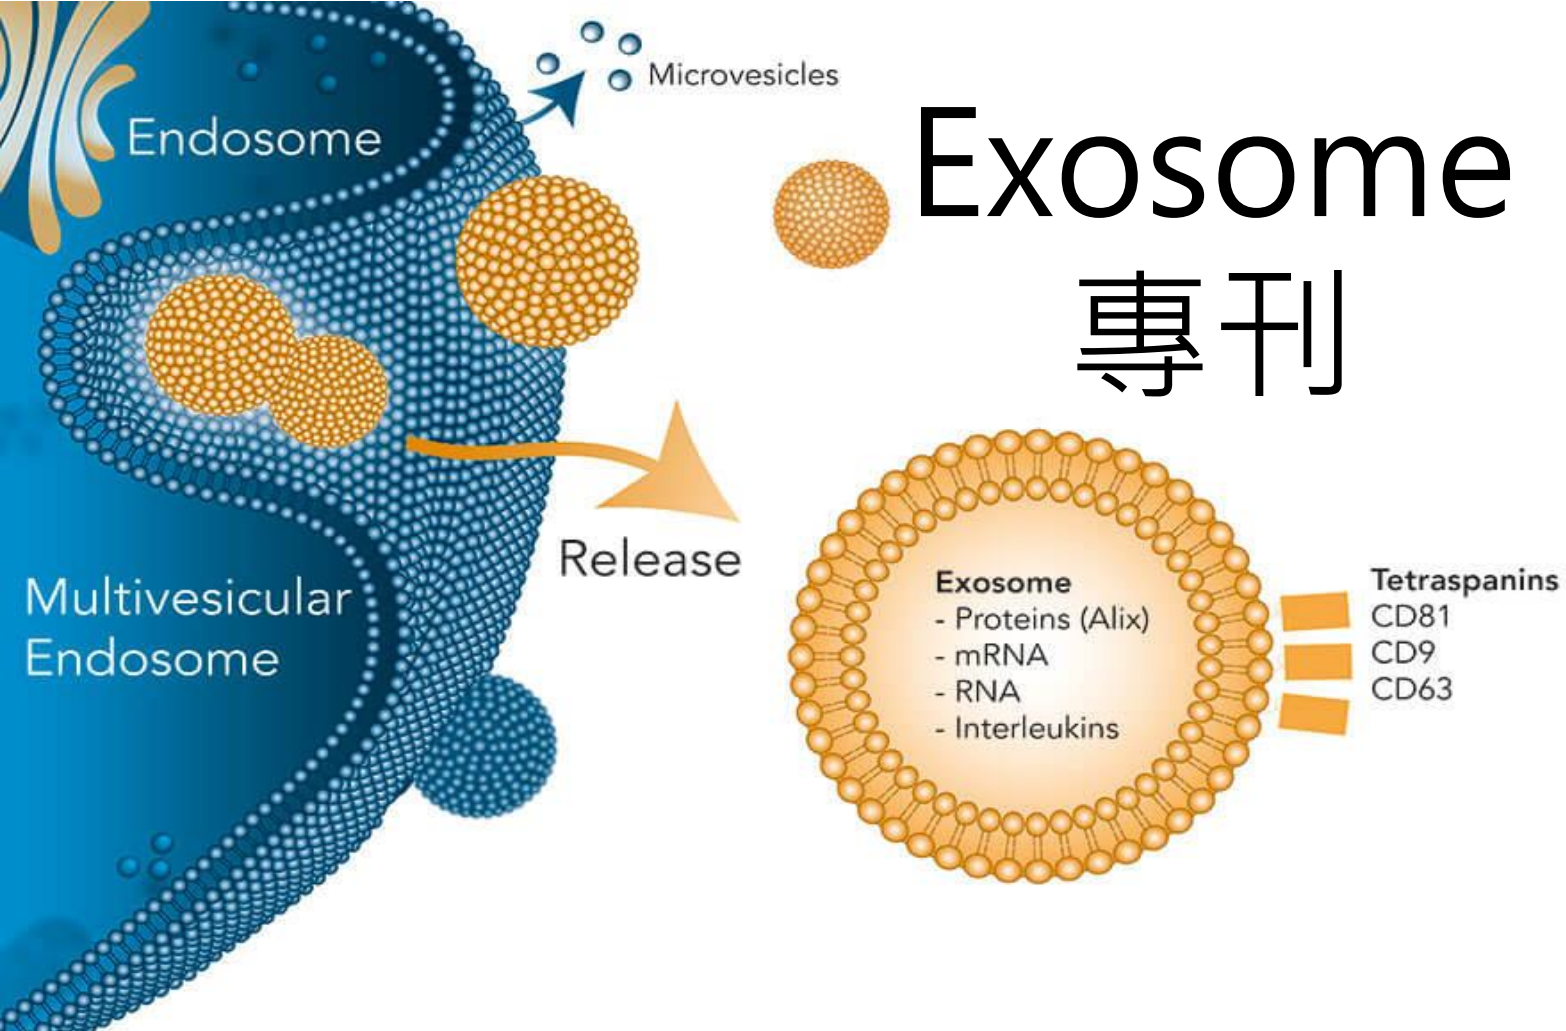 Endosome
Microvesicles
Exosome
專刊
Release
Multivesicular
Endosome
Exosome
- Proteins (Alix)
- mRNA
- RNA
- Interleukins
Tetraspanins
CD81
CD9
CD63